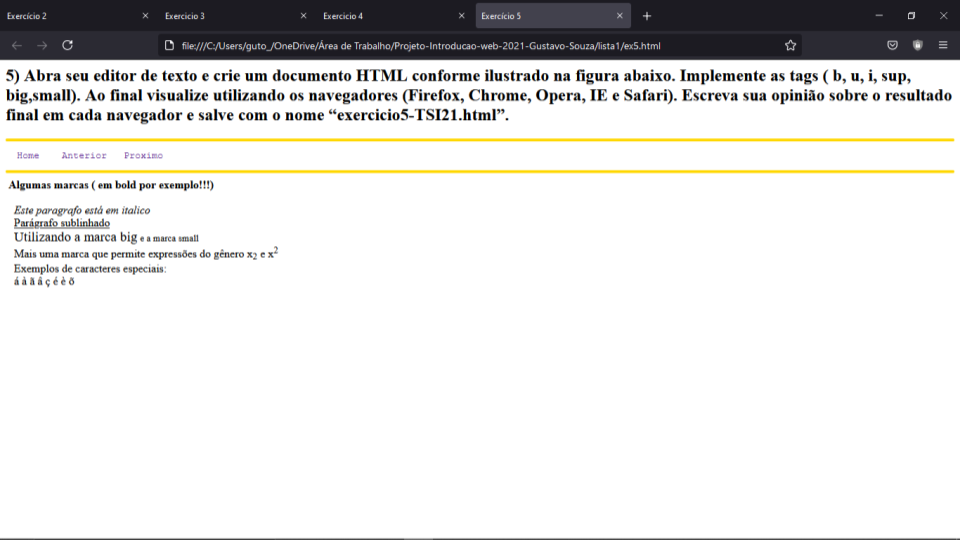 Exercício 2
Exercicio 3
Exercicio 4
Exercício 5
file:///C:/Users/guto_/OneDrive/Área de Trabalho/Projeto-Introducao-web-2021-Gustavo-Souza/lista1/ex5.html
5) Abra seu editor de texto e crie um documento HTML conforme ilustrado na figura abaixo. Implemente as tags ( b, u, i, sup,
big,small). Ao final visualize utilizando os navegadores (Firefox, Chrome, Opera, IE e Safari). Escreva sua opinião sobre o resultado
final em cada navegador e salve com o nome “exercicio5-TSI21.html”.
Home Anterior Proximo
Algumas marcas ( em bold por exemplo!!!)
Este paragrafo está em italico
Parágrafo sublinhado
Utilizando a marca big e a marca small
Mais uma marca que permite expressões do gênero x₂ e x²
Exemplos de caracteres especiais:
á à ã â ç é è õ